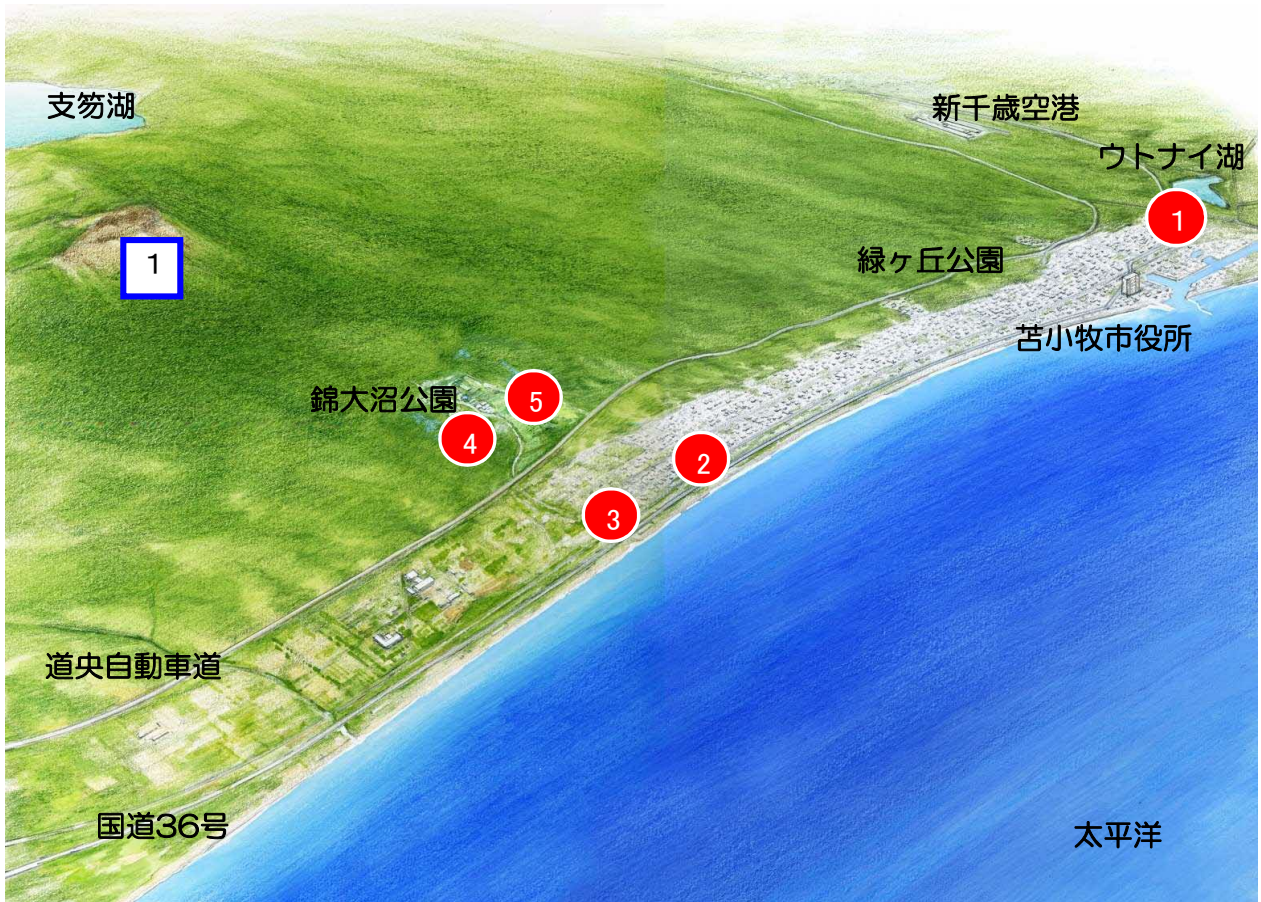 支笏湖
新千歳空港
ウトナイ湖
1
1
緑ヶ丘公園
苫小牧市役所
錦大沼公園
5
4
2
3
道央自動車道
国道36号
太平洋